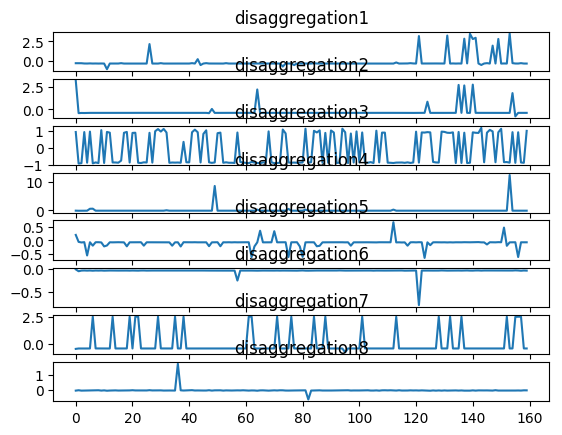 disaggregation1
2.5
0.0
disaggregation2
2.5
0.0
disaggregation3
1
0
−1
disaggregation4
10
0
disaggregation5
0.5
0.0
−0.5
disaggregation6
0.0
−0.5
disaggregation7
2.5
0.0
disaggregation8
1
0
0 20 40 60 80 100 120 140 160